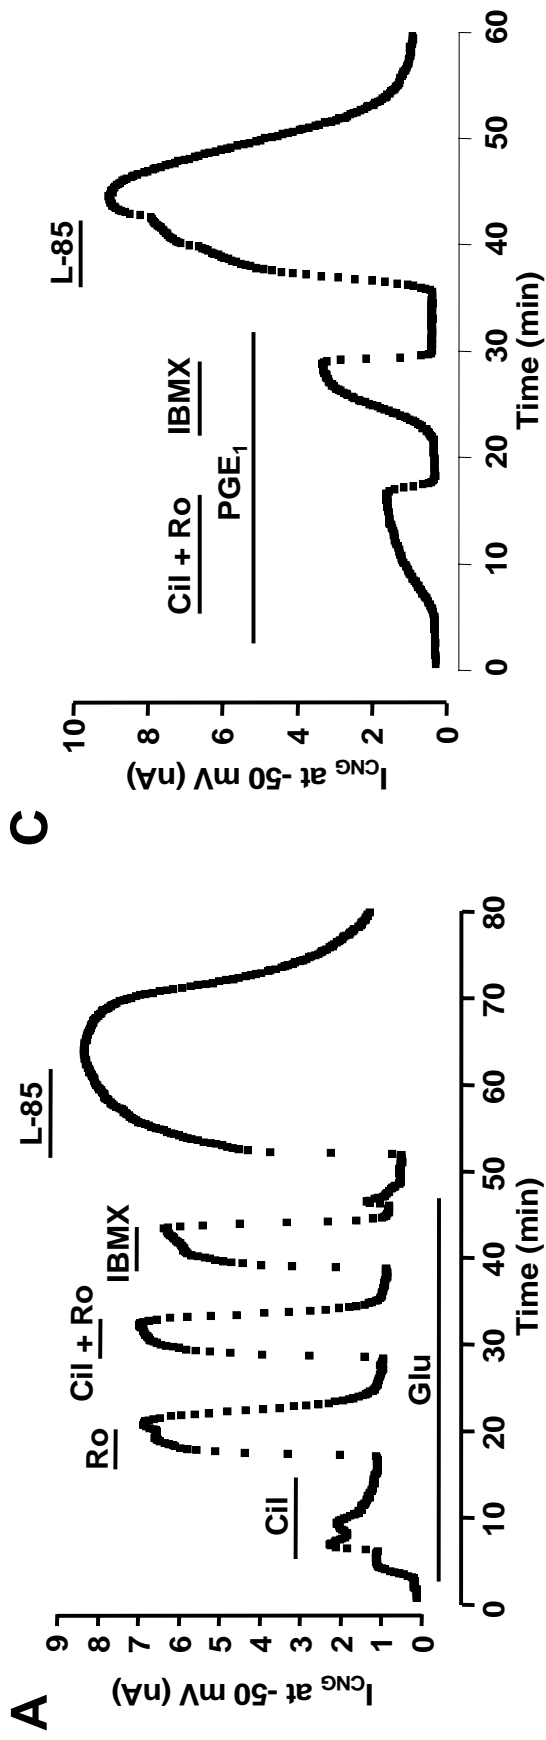 A
I_CNG at -50 mV (nA)
9
8
7
6
5
4
3
2
1
0
Cil
Ro
Cil + Ro
IBMX
L-85
Glu
0 10 20 30 40 50 60 70 80
Time (min)
C
I_CNG at -50 mV (nA)
10
8
6
4
2
0
L-85
Cil + Ro IBMX
PGE₁
0 10 20 30 40 50 60
Time (min)